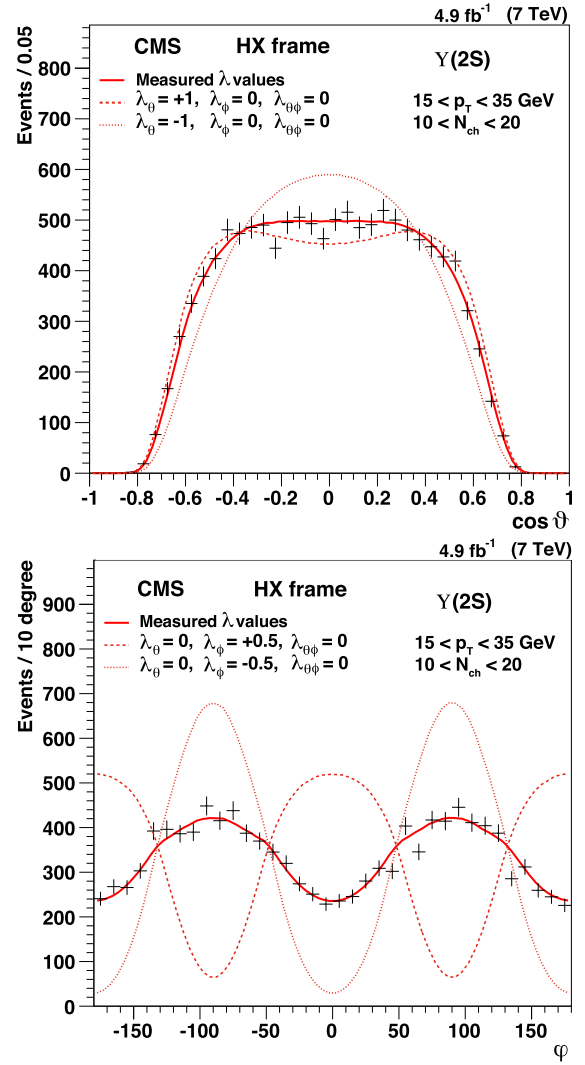 4.9 fb⁻¹ (7 TeV)
Events / 0.05
800
700
600
500
400
300
200
100
0
CMS HX frame ϒ(2S)
Measured λ values
λθ = +1, λϕ = 0, λθϕ = 0 15 < pT < 35 GeV
λθ = -1, λϕ = 0, λθϕ = 0 10 < Nch < 20
-1 -0.8 -0.6 -0.4 -0.2 0 0.2 0.4 0.6 0.8 1
cos ϑ
4.9 fb⁻¹ (7 TeV)
Events / 10 degree
900
800
700
600
500
400
300
200
100
0
CMS HX frame ϒ(2S)
Measured λ values
λθ = 0, λϕ = +0.5, λθϕ = 0 15 < pT < 35 GeV
λθ = 0, λϕ = -0.5, λθϕ = 0 10 < Nch < 20
-150 -100 -50 0 50 100 150
φ